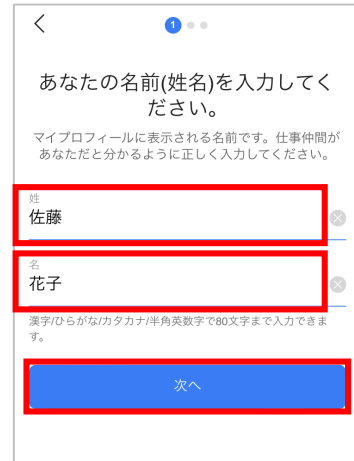 1
あなたの名前(姓名)を入力してく
ださい。
マイプロフィールに表示される名前です。仕事仲間が
あなただと分かるように正しく入力してください。
姓
佐藤
名
花子
漢字/ひらがな/カタカナ/半角英数字で80文字まで入力できま
す。
次へ